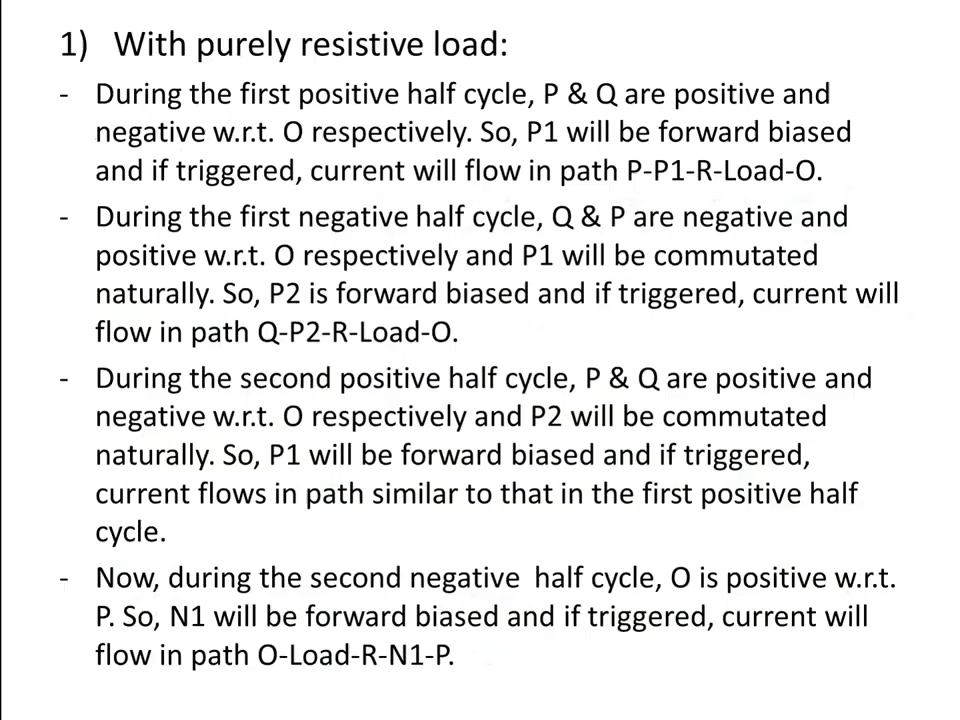 1) With purely resistive load:
- During the first positive half cycle, P & Q are positive and
negative w.r.t. O respectively. So, P1 will be forward biased
and if triggered, current will flow in path P-P1-R-Load-O.
- During the first negative half cycle, Q & P are negative and
positive w.r.t. O respectively and P1 will be commutated
naturally. So, P2 is forward biased and if triggered, current will
flow in path Q-P2-R-Load-O.
- During the second positive half cycle, P & Q are positive and
negative w.r.t. O respectively and P2 will be commutated
naturally. So, P1 will be forward biased and if triggered,
current flows in path similar to that in the first positive half
cycle.
- Now, during the second negative half cycle, O is positive w.r.t.
P. So, N1 will be forward biased and if triggered, current will
flow in path O-Load-R-N1-P.